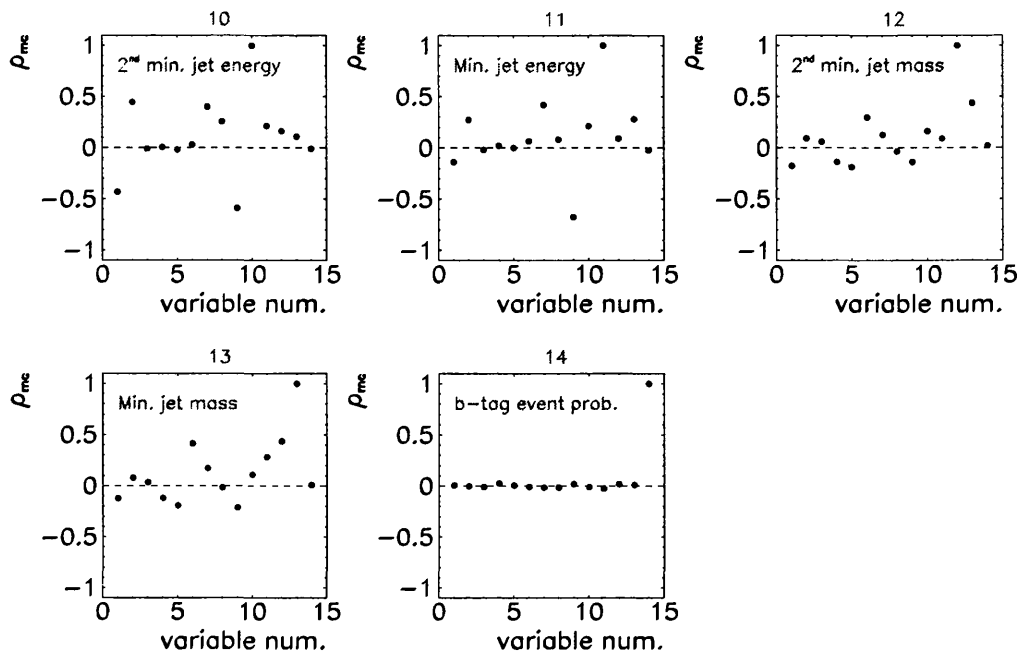 10
ρmc
1
0.5
0
−0.5
−1
2nd min. jet energy
0 5 10 15
variable num.
11
ρmc
1
0.5
0
−0.5
−1
Min. jet energy
0 5 10 15
variable num.
12
ρmc
1
0.5
0
−0.5
−1
2nd min. jet mass
0 5 10 15
variable num.
13
ρmc
1
0.5
0
−0.5
−1
Min. jet mass
0 5 10 15
variable num.
14
ρmc
1
0.5
0
−0.5
−1
b−tag event prob.
0 5 10 15
variable num.